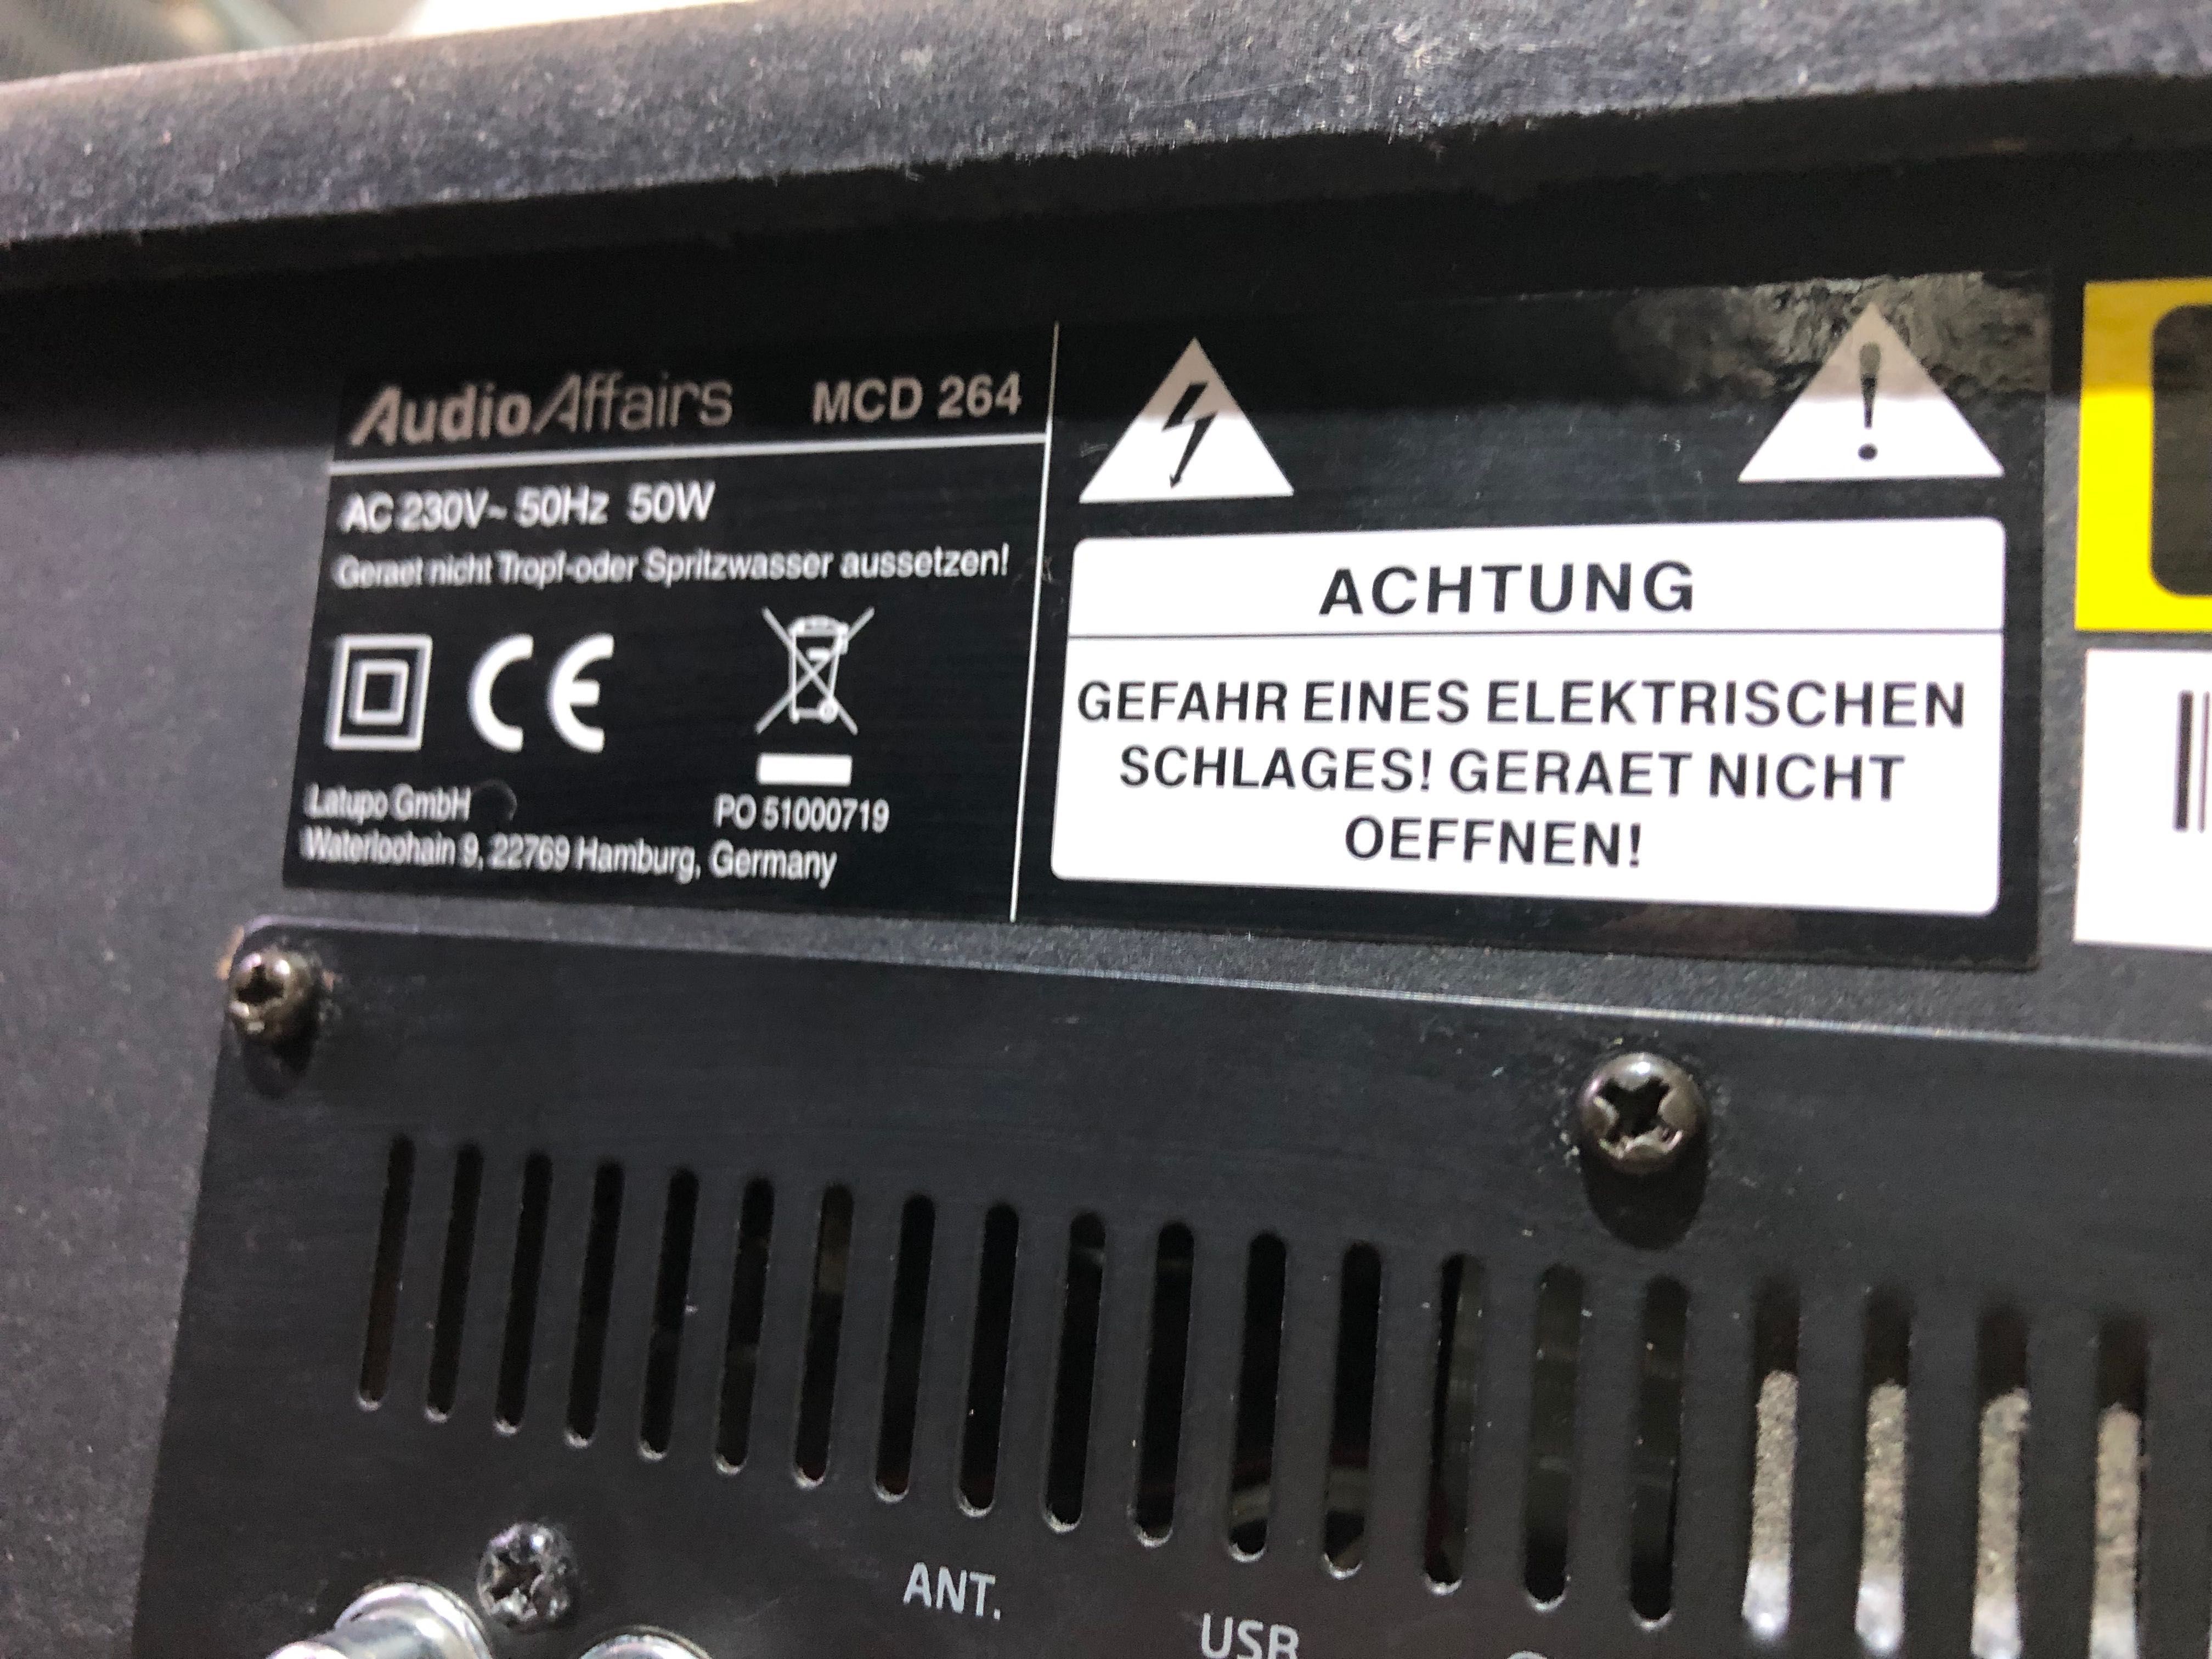 AudioAffairs MCD 264
AC 230V~ 50Hz 50W
Geraet nicht Tropf-oder Spritzwasser aussetzen!
CE
PO 51000719
Latupo GmbH
Waterloohain 9, 22769 Hamburg, Germany
ACHTUNG
GEFAHR EINES ELEKTRISCHEN
SCHLAGES! GERAET NICHT
OEFFNEN!
ANT.
USB